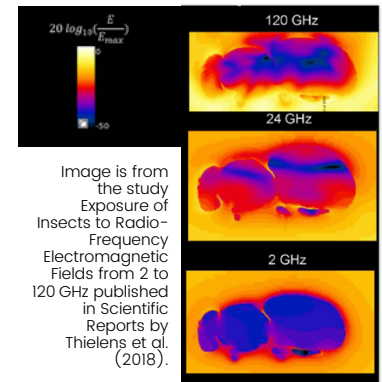 20 log₁₀(E/Eₘₐₓ)
0
-50
120 GHz
24 GHz
2 GHz
Image is from
the study
Exposure of
Insects to Radio-
Frequency
Electromagnetic
Fields from 2 to
120 GHz published
in Scientific
Reports by
Thielens et al.
(2018).